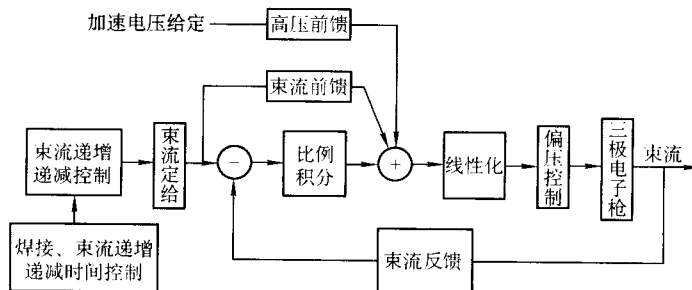 加速电压给定
高压前馈
束流前馈
束流递增
递减控制
束流定给
−
比例
积分
+
线性化
偏压控制
三极电子枪
束流
焊接、束流递增
递减时间控制
束流反馈